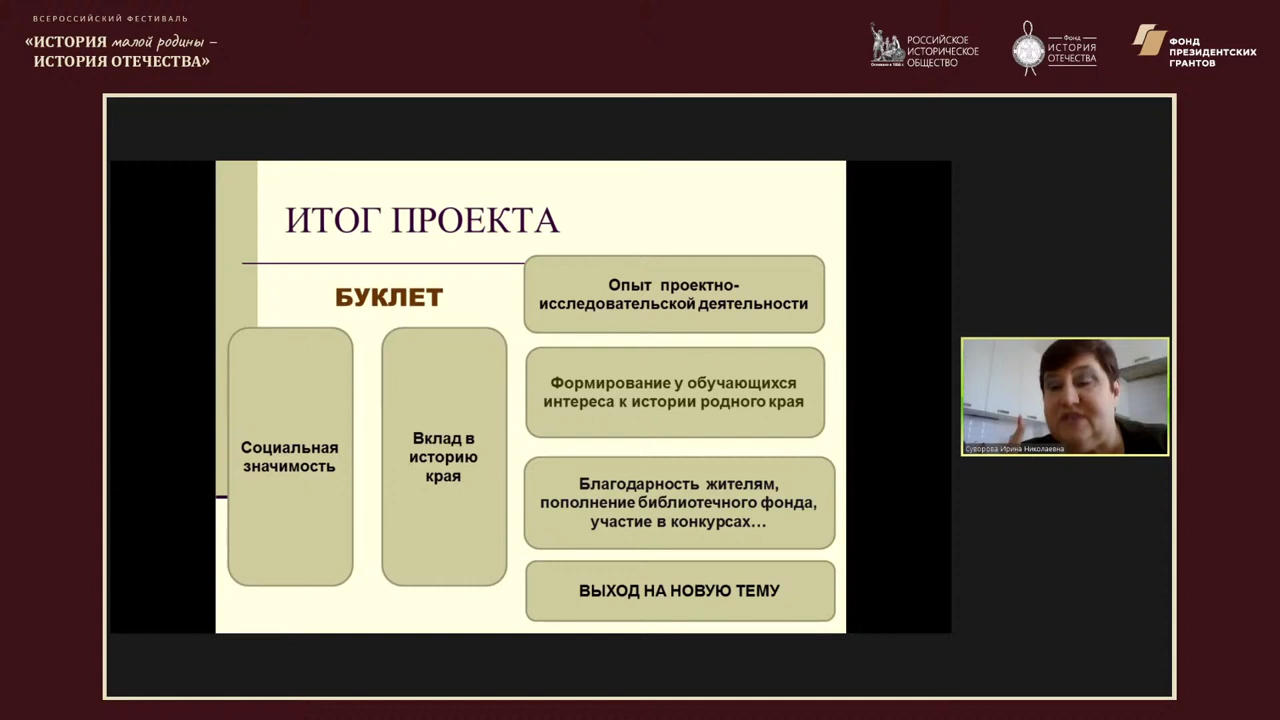 ВСЕРОССИЙСКИЙ ФЕСТИВАЛЬ
«ИСТОРИЯ малой родины –
ИСТОРИЯ ОТЕЧЕСТВА»
РОССИЙСКОЕ
ИСТОРИЧЕСКОЕ
ОБЩЕСТВО
Основано в 1866 г.
Фонд
ИСТОРИЯ
ОТЕЧЕСТВА
ФОНД
ПРЕЗИДЕНТСКИХ
ГРАНТОВ
ИТОГ ПРОЕКТА
БУКЛЕТ
Социальная
значимость
Вклад в
историю
края
Опыт проектно-
исследовательской деятельности
Формирование у обучающихся
интереса к истории родного края
Благодарность жителям,
пополнение библиотечного фонда,
участие в конкурсах...
ВЫХОД НА НОВУЮ ТЕМУ
Суворова Ирина Николаевна